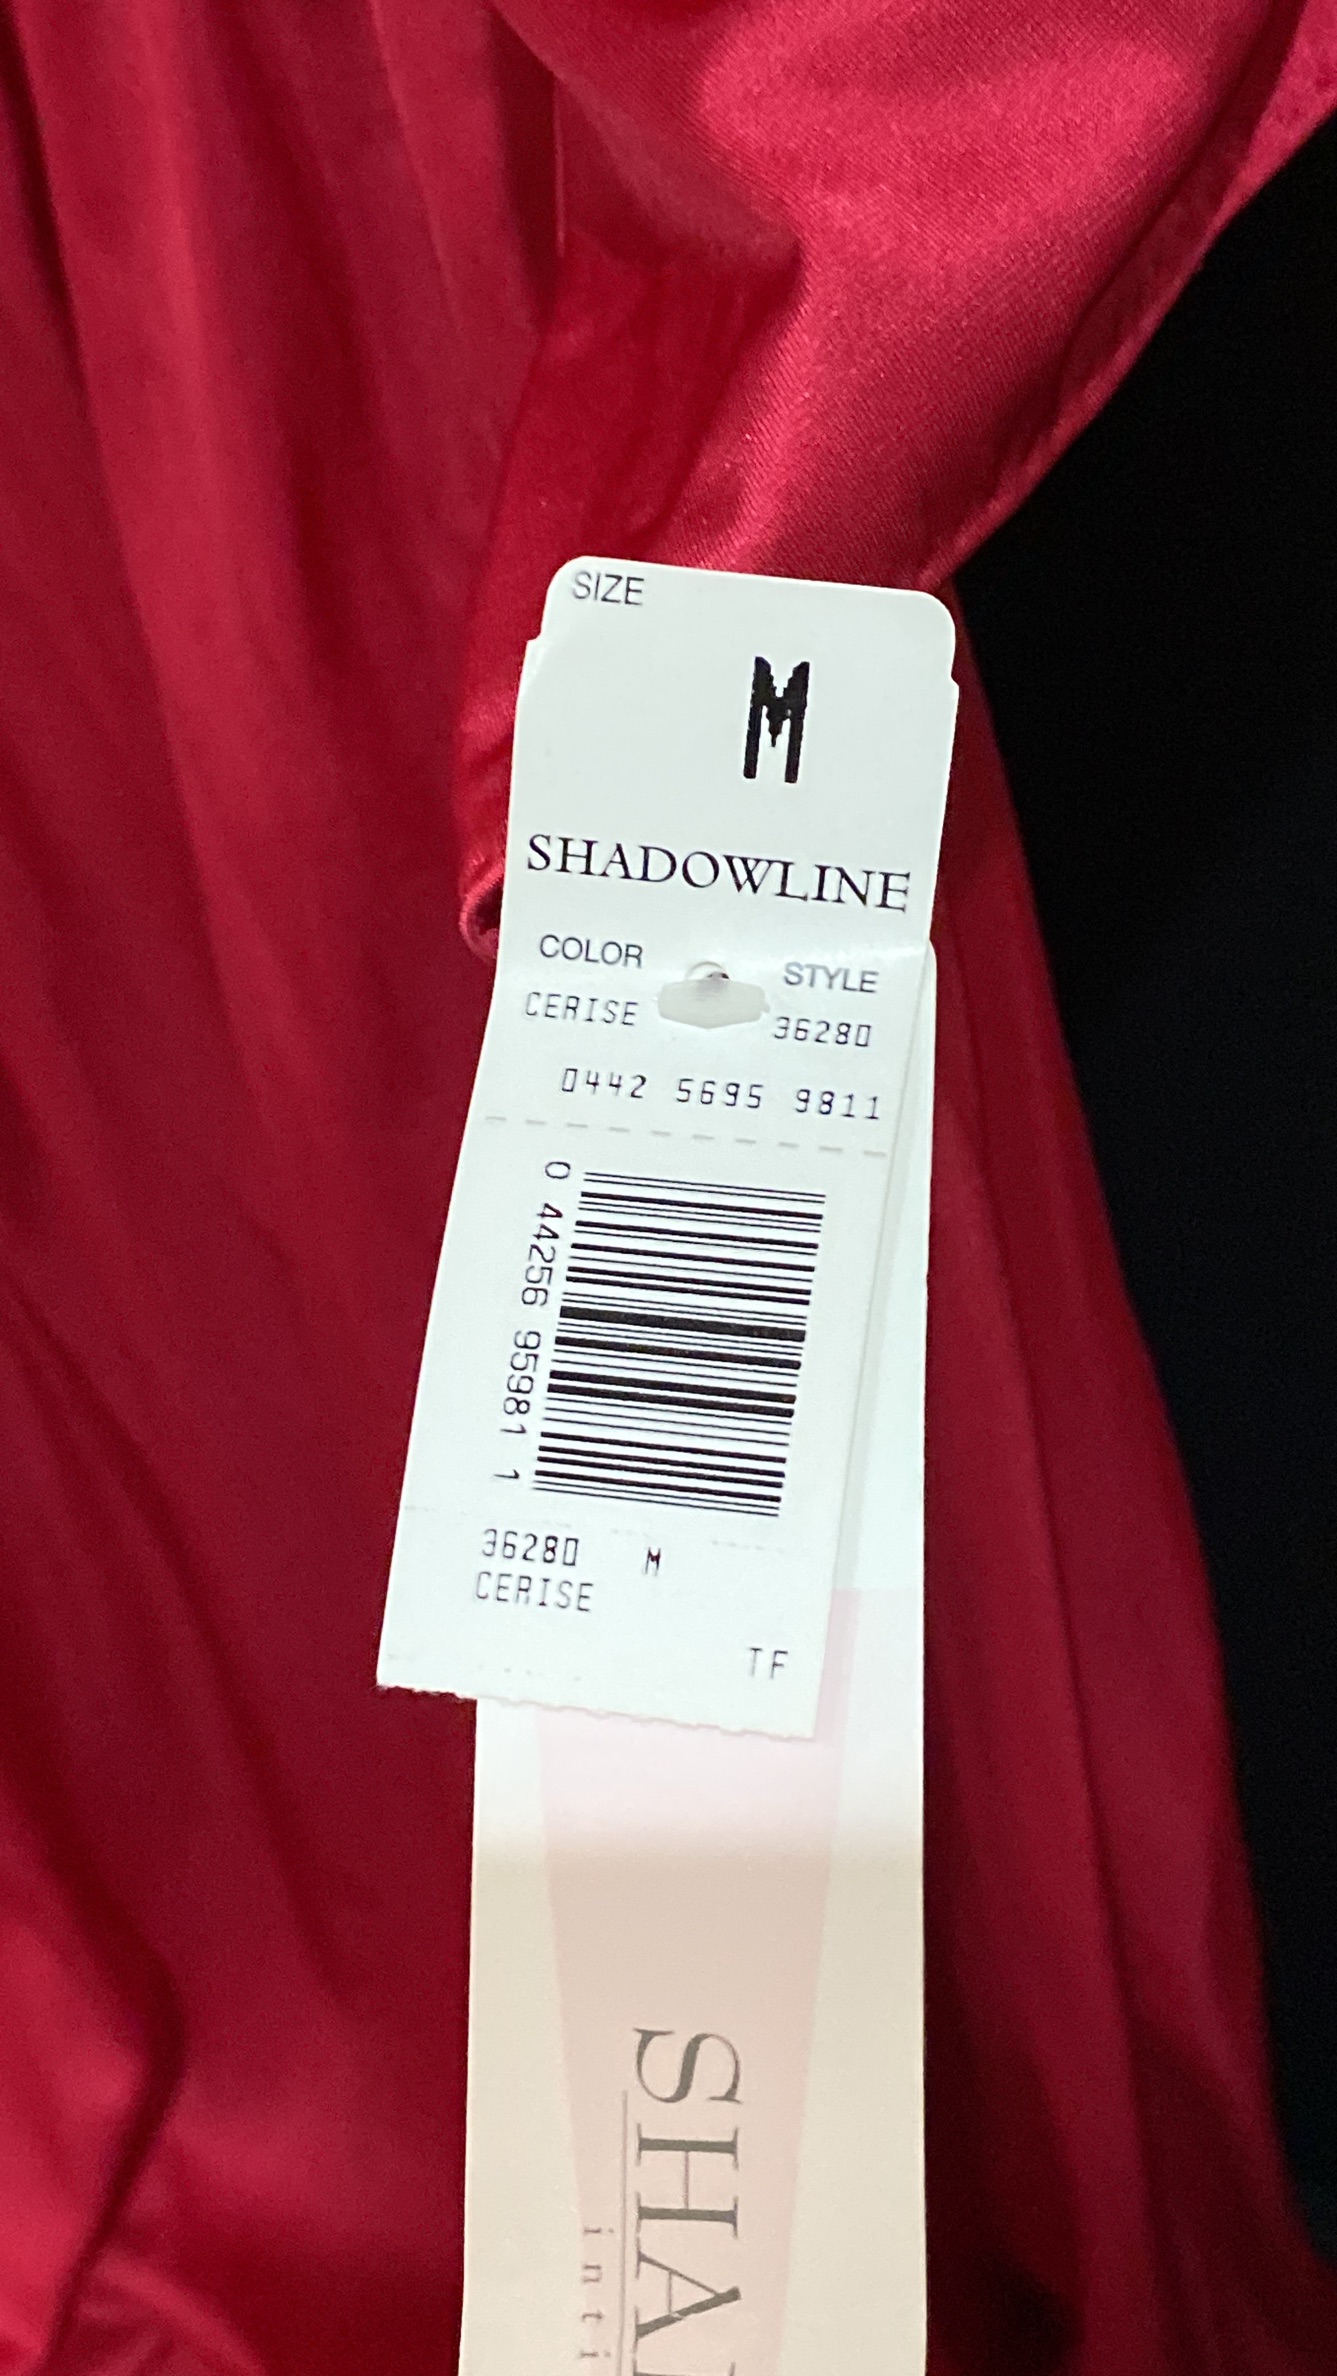 SIZE
M
SHADOWLINE
COLOR STYLE
CERISE 36280
0442 5695 9811
0 44256 95981 1
36280 M
CERISE
TF
SHA
inti